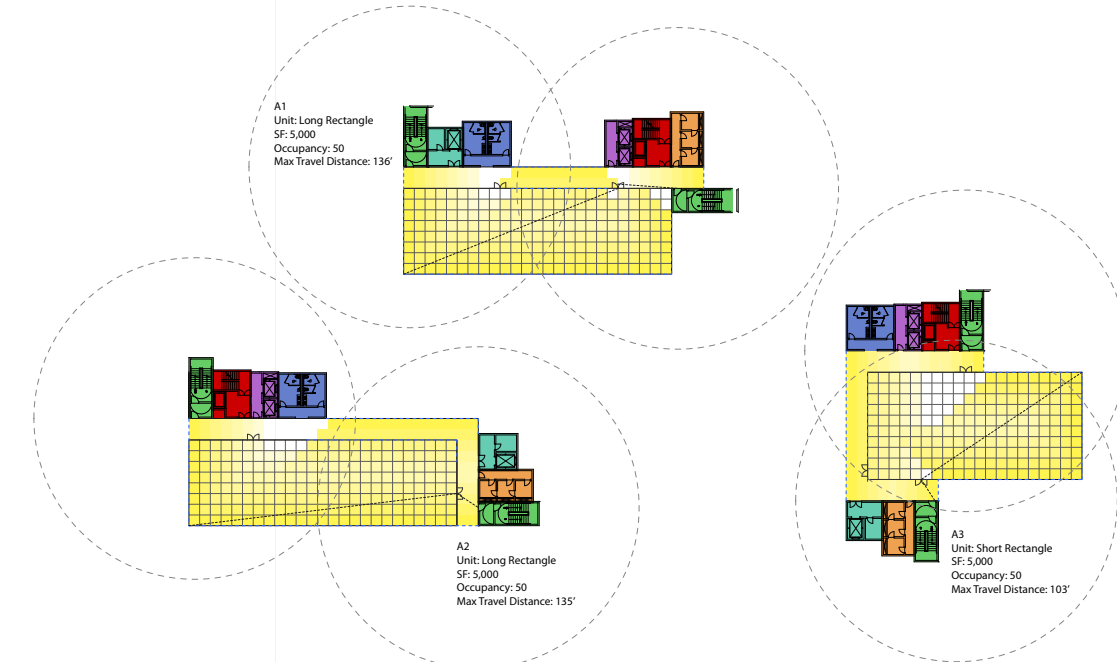 A1
Unit: Long Rectangle
SF: 5,000
Occupancy: 50
Max Travel Distance: 136’
A2
Unit: Long Rectangle
SF: 5,000
Occupancy: 50
Max Travel Distance: 135’
A3
Unit: Short Rectangle
SF: 5,000
Occupancy: 50
Max Travel Distance: 103’